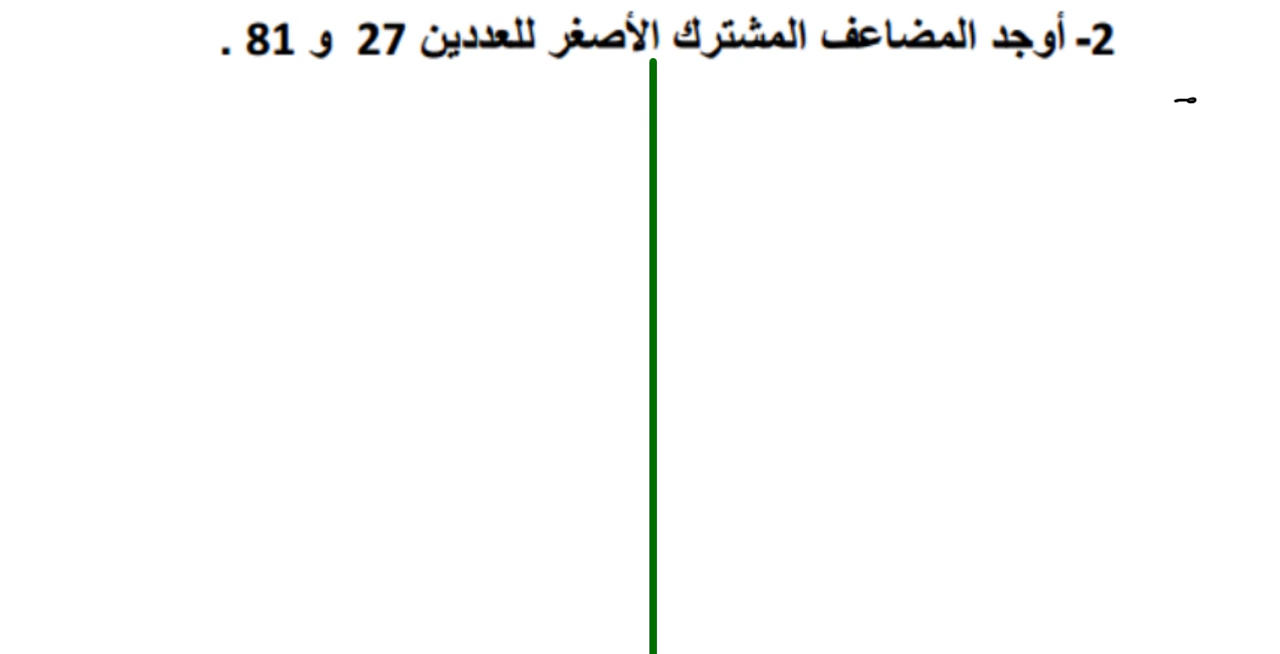 2- أوجد المضاعف المشترك الأصغر للعددين 27 و 81 .